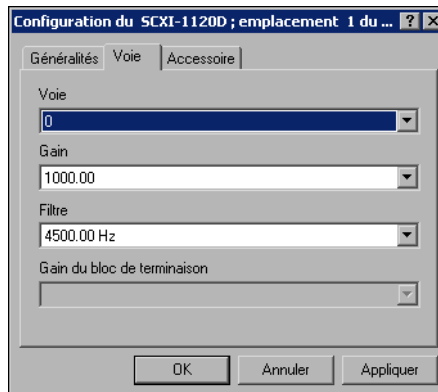 Configuration du SCXI-1120D ; emplacement 1 du ...
Généralités Voie Accessoire
Voie
0
Gain
1000.00
Filtre
4500.00 Hz
Gain du bloc de terminaison
OK Annuler Appliquer